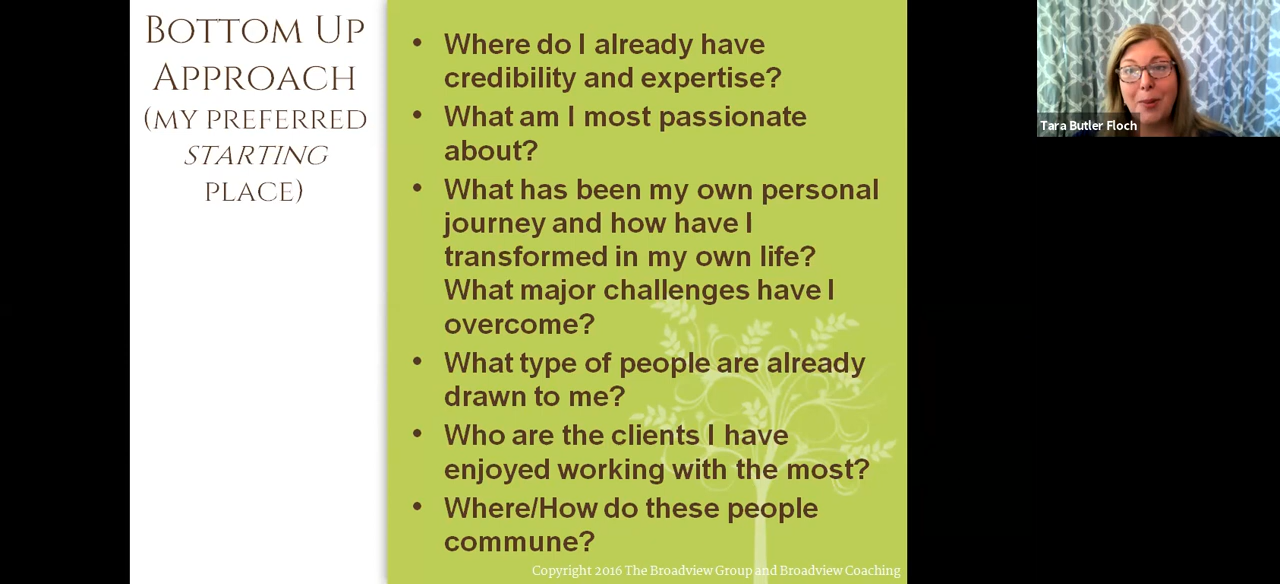 BOTTOM UP
APPROACH
(MY PREFERRED
STARTING
PLACE)
• Where do I already have
credibility and expertise?
• What am I most passionate
about?
• What has been my own personal
journey and how have I
transformed in my own life?
What major challenges have I
overcome?
• What type of people are already
drawn to me?
• Who are the clients I have
enjoyed working with the most?
• Where/How do these people
commune?
Copyright 2016 The Broadview Group and Broadview Coaching
Tara Butler Floch